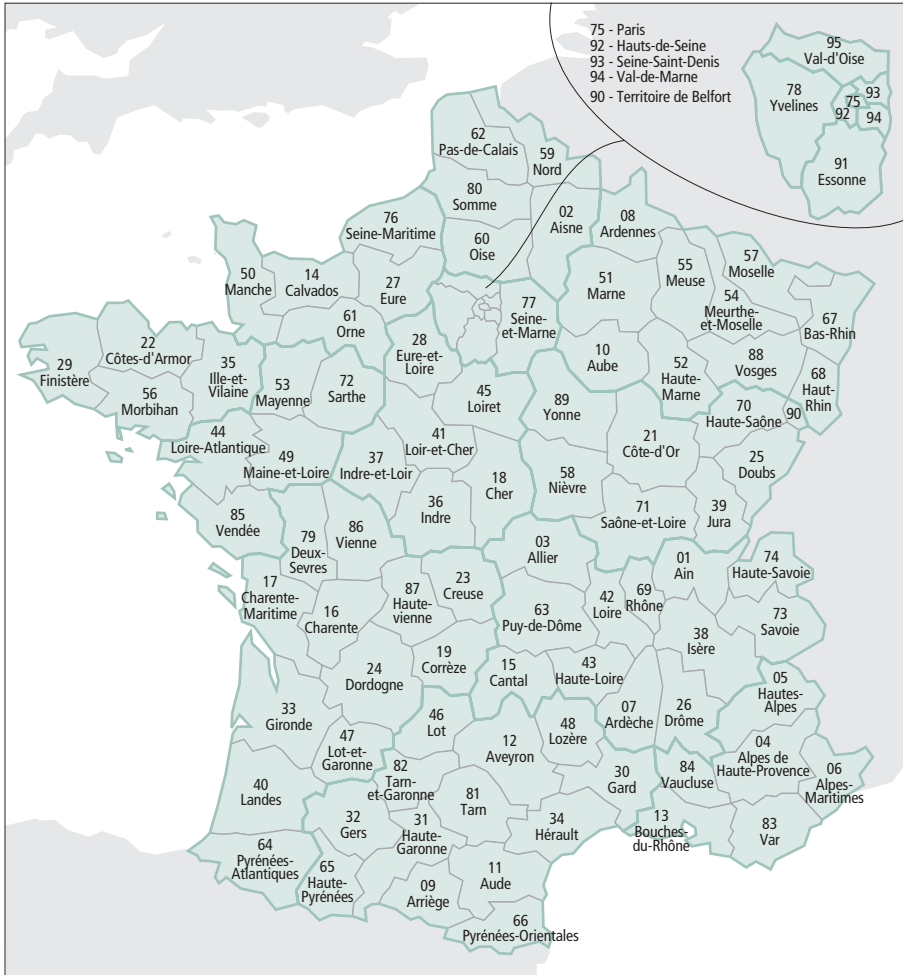 75 - Paris
92 - Hauts-de-Seine
93 - Seine-Saint-Denis
94 - Val-de-Marne
90 - Territoire de Belfort
95
Val-d'Oise
78
Yvelines
93
75
92
94
91
Essonne
62
Pas-de-Calais
59
Nord
80
Somme
02
Aisne
08
Ardennes
76
Seine-Maritime
60
Oise
50
Manche
14
Calvados
27
Eure
77
Seine-
et-Marne
51
Marne
55
Meuse
57
Moselle
54
Meurthe-
et-Moselle
67
Bas-Rhin
61
Orne
22
Côtes-d'Armor
29
Finistère
35
Ille-et-
Vilaine
56
Morbihan
53
Mayenne
72
Sarthe
28
Eure-et-
Loire
45
Loiret
10
Aube
52
Haute-
Marne
88
Vosges
68
Haut-
Rhin
89
Yonne
70
Haute-Saône
90
44
Loire-Atlantique
49
Maine-et-Loire
37
Indre-et-Loir
41
Loir-et-Cher
18
Cher
58
Nièvre
21
Côte-d'Or
25
Doubs
85
Vendée
79
Deux-
Sevres
86
Vienne
36
Indre
71
Saône-et-Loire
39
Jura
03
Allier
01
Ain
74
Haute-Savoie
17
Charente-
Maritime
16
Charente
87
Haute-
vienne
23
Creuse
63
Puy-de-Dôme
42
Loire
69
Rhône
73
Savoie
38
Isère
19
Corrèze
24
Dordogne
15
Cantal
43
Haute-Loire
05
Hautes-
Alpes
33
Gironde
46
Lot
48
Lozère
07
Ardèche
26
Drôme
47
Lot-et-
Garonne
12
Aveyron
04
Alpes de
Haute-Provence
06
Alpes-
Maritimes
40
Landes
82
Tarn-
et-Garonne
81
Tarn
30
Gard
84
Vaucluse
32
Gers
31
Haute-
Garonne
34
Hérault
13
Bouches-
du-Rhône
83
Var
64
Pyrénées-
Atlantiques
65
Haute-
Pyrénées
09
Arriège
11
Aude
66
Pyrénées-Orientales